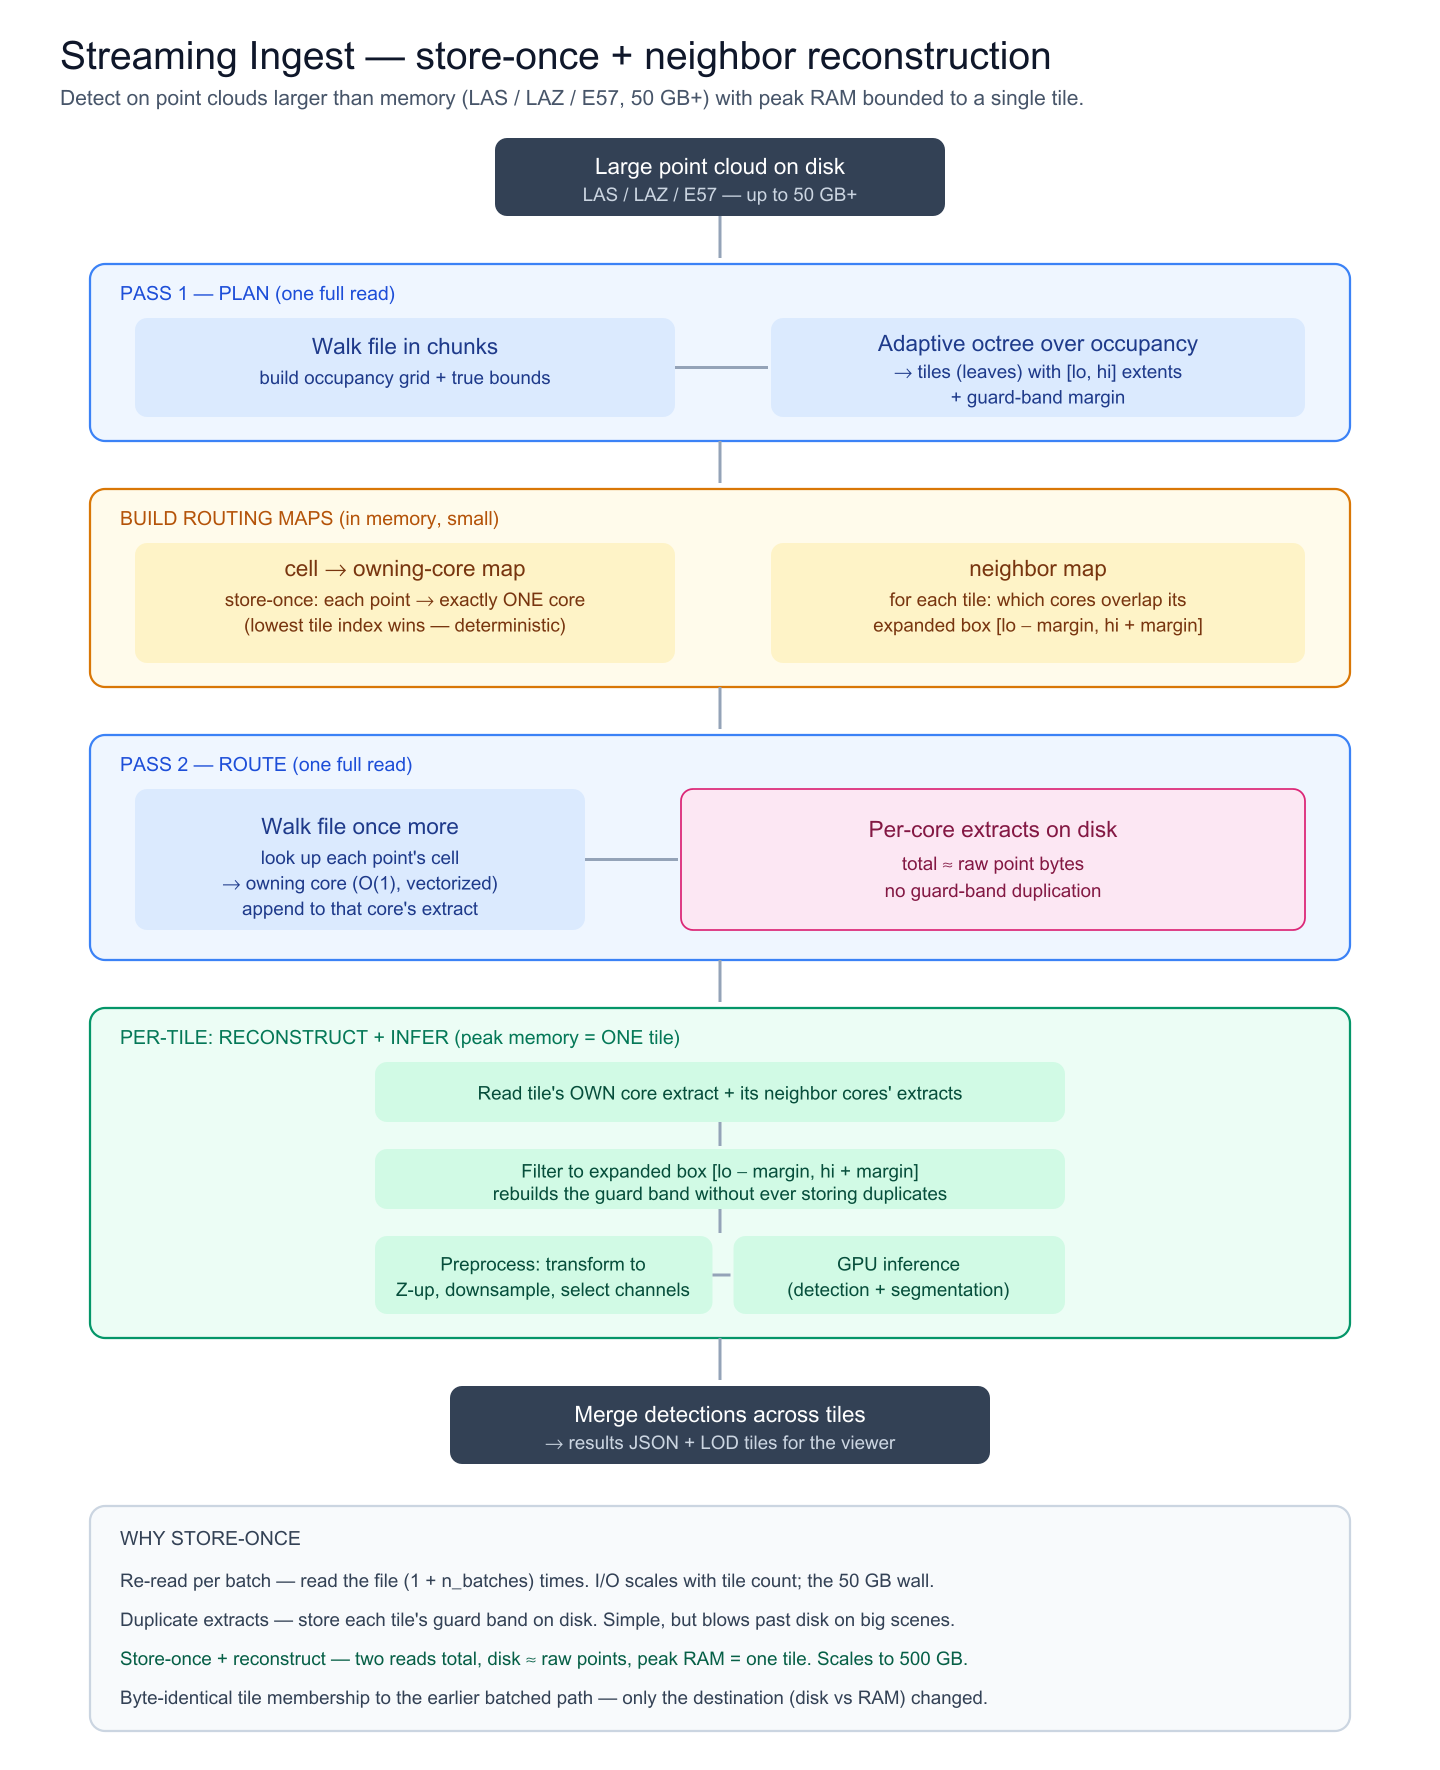 Streaming Ingest — store-once + neighbor reconstruction
Detect on point clouds larger than memory (LAS / LAZ / E57, 50 GB+) with peak RAM bounded to a single tile.
Large point cloud on disk
LAS / LAZ / E57 — up to 50 GB+
PASS 1 — PLAN (one full read)
Walk file in chunks
build occupancy grid + true bounds
Adaptive octree over occupancy
→ tiles (leaves) with [lo, hi] extents
+ guard-band margin
BUILD ROUTING MAPS (in memory, small)
cell → owning-core map
store-once: each point → exactly ONE core
(lowest tile index wins — deterministic)
neighbor map
for each tile: which cores overlap its
expanded box [lo − margin, hi + margin]
PASS 2 — ROUTE (one full read)
Walk file once more
look up each point's cell
→ owning core (O(1), vectorized)
append to that core's extract
Per-core extracts on disk
total ≈ raw point bytes
no guard-band duplication
PER-TILE: RECONSTRUCT + INFER (peak memory = ONE tile)
Read tile's OWN core extract + its neighbor cores' extracts
Filter to expanded box [lo − margin, hi + margin]
rebuilds the guard band without ever storing duplicates
Preprocess: transform to
Z-up, downsample, select channels
GPU inference
(detection + segmentation)
Merge detections across tiles
→ results JSON + LOD tiles for the viewer
WHY STORE-ONCE
Re-read per batch — read the file (1 + n_batches) times. I/O scales with tile count; the 50 GB wall.
Duplicate extracts — store each tile's guard band on disk. Simple, but blows past disk on big scenes.
Store-once + reconstruct — two reads total, disk ≈ raw points, peak RAM = one tile. Scales to 500 GB.
Byte-identical tile membership to the earlier batched path — only the destination (disk vs RAM) changed.